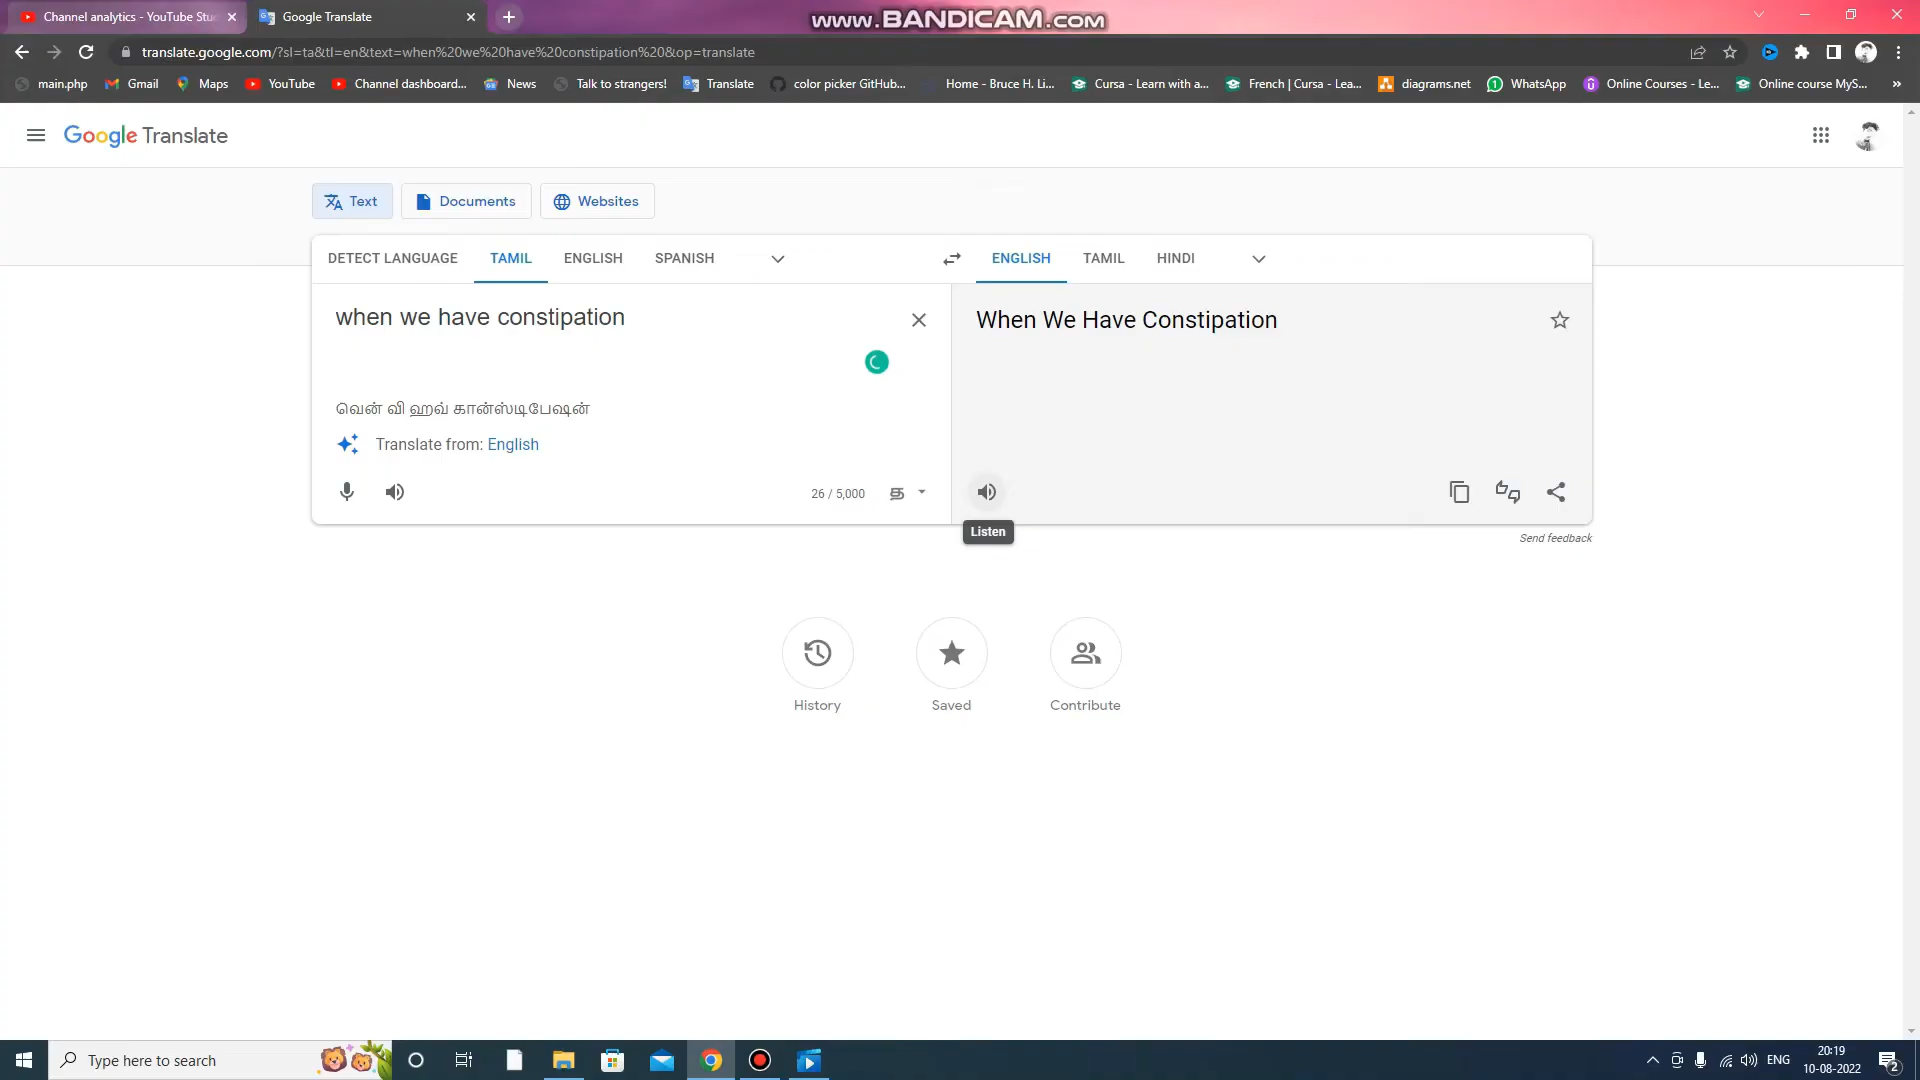 Channel analytics - YouTube Stu
Google Translate
www.BANDICAM.com
translate.google.com/?sl=ta&tl=en&text=when%20we%20have%20constipation%20&op=translate
main.php
Gmail
Maps
YouTube
Channel dashboard...
News
Talk to strangers!
Translate
color picker GitHub...
Home - Bruce H. Li...
Cursa - Learn with a...
French | Cursa - Lea...
diagrams.net
1 WhatsApp
Online Courses - Le...
Online course MyS...
»
Google Translate
Text
Documents
Websites
DETECT LANGUAGE TAMIL ENGLISH SPANISH
ENGLISH TAMIL HINDI
when we have constipation
When We Have Constipation
வென் வி ஹவ் கான்ஸ்டிபேஷன்
Translate from: English
26 / 5,000
த
Listen
Send feedback
History
Saved
Contribute
Type here to search
ENG
20:19
10-08-2022
2